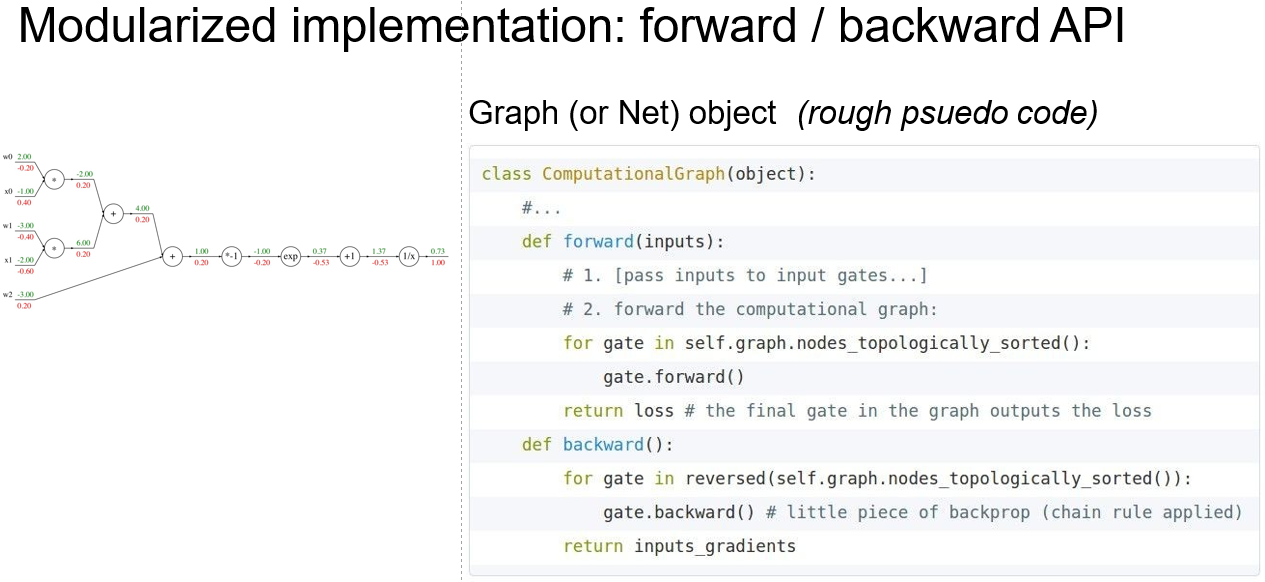 Modularized implementation: forward / backward API
Graph (or Net) object (rough psuedo code)
w0 2.00
-0.20
*
-2.00
0.20
x0 -1.00
0.40
+
4.00
0.20
w1 -3.00
-0.40
*
6.00
0.20
x1 -2.00
-0.60
+
1.00
0.20
*-1
-1.00
-0.20
exp
0.37
-0.53
+1
1.37
-0.53
1/x
0.73
1.00
w2 -3.00
0.20
class ComputationalGraph(object):
#...
def forward(inputs):
# 1. [pass inputs to input gates...]
# 2. forward the computational graph:
for gate in self.graph.nodes_topologically_sorted():
gate.forward()
return loss # the final gate in the graph outputs the loss
def backward():
for gate in reversed(self.graph.nodes_topologically_sorted()):
gate.backward() # little piece of backprop (chain rule applied)
return inputs_gradients